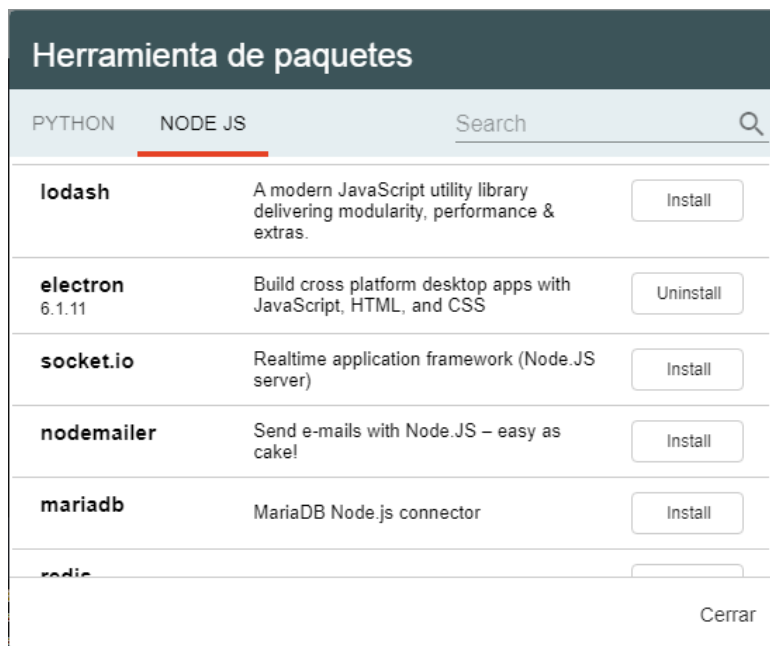 Herramienta de paquetes
PYTHON NODE JS Search
lodash
A modern JavaScript utility library
delivering modularity, performance &
extras.
Install
electron
6.1.11
Build cross platform desktop apps with
JavaScript, HTML, and CSS
Uninstall
socket.io
Realtime application framework (Node.JS
server)
Install
nodemailer
Send e-mails with Node.JS – easy as
cake!
Install
mariadb
MariaDB Node.js connector
Install
redis
Cerrar